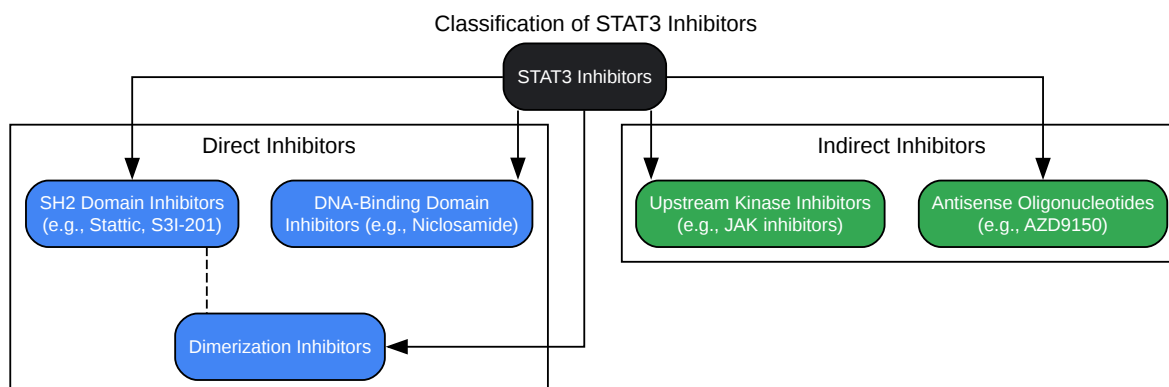 Classification of STAT3 Inhibitors
STAT3 Inhibitors
Direct Inhibitors
Indirect Inhibitors
SH2 Domain Inhibitors
(e.g., Stattic, S3I-201)
DNA-Binding Domain
Inhibitors (e.g., Niclosamide)
Upstream Kinase Inhibitors
(e.g., JAK inhibitors)
Antisense Oligonucleotides
(e.g., AZD9150)
Dimerization Inhibitors